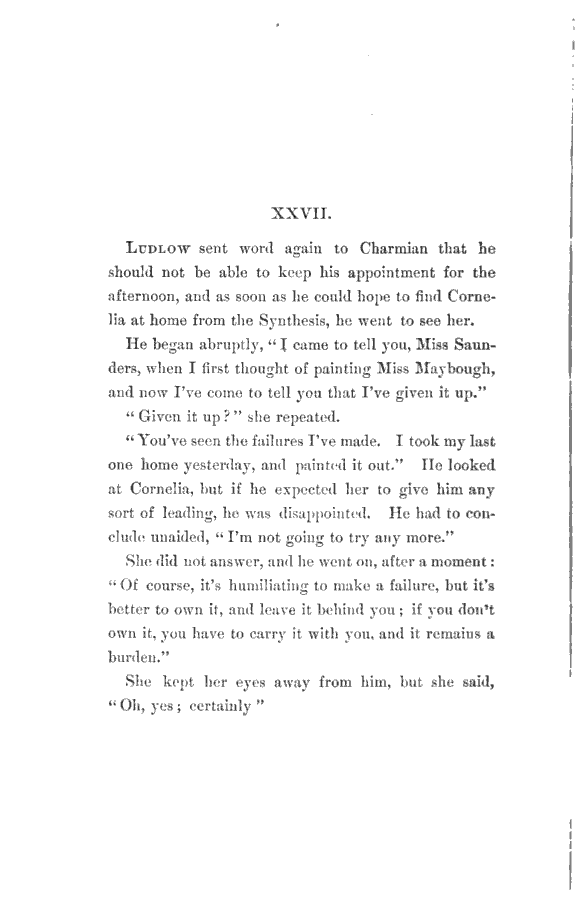 XXVII.
LUDLOW sent word again to Charmian that he
should not be able to keep his appointment for the
afternoon, and as soon as he could hope to find Corne-
lia at home from the Synthesis, he went to see her.
He began abruptly, “I came to tell you, Miss Saun-
ders, when I first thought of painting Miss Maybough,
and now I've come to tell you that I've given it up.”
“Given it up?” she repeated.
“You've seen the failures I've made. I took my last
one home yesterday, and painted it out.” He looked
at Cornelia, but if he expected her to give him any
sort of leading, he was disappointed. He had to con-
clude unaided, “I'm not going to try any more.”
She did not answer, and he went on, after a moment:
“Of course, it's humiliating to make a failure, but it's
better to own it, and leave it behind you; if you don't
own it, you have to carry it with you, and it remains a
burden.”
She kept her eyes away from him, but she said,
“Oh, yes; certainly”